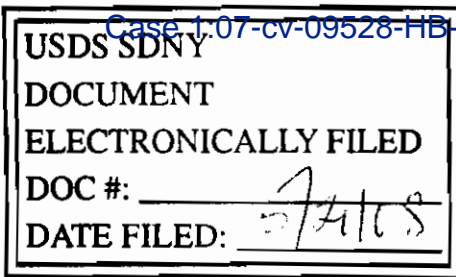 Case 1:07-cv-09528-HB-
USDS SDNY
DOCUMENT
ELECTRONICALLY FILED
DOC #:
DATE FILED: